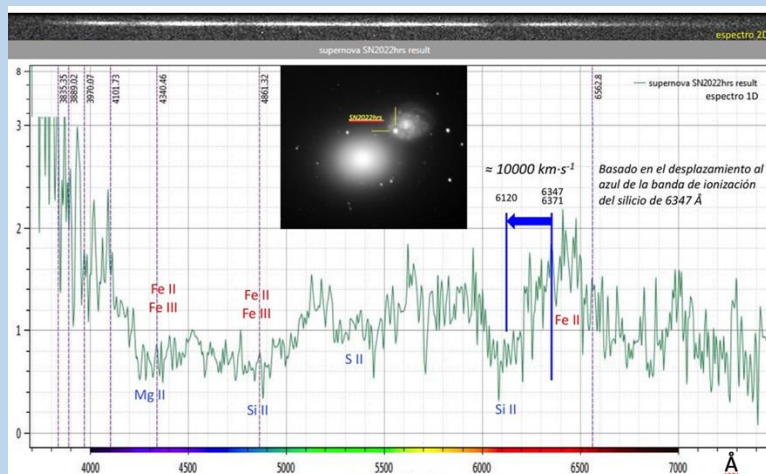 espectro 2D
supernova SN2022hrs result
8
3
2
1
0
3835.35
3889.02
3970.07
4101.73
4340.46
4861.32
6562.8
supernova SN2022hrs result
espectro 1D
SN2022hrs
≈ 10000 km·s⁻¹
6120
6347
6371
Basado en el desplazamiento al
azul de la banda de ionización
del silicio de 6347 Å
Fe II
Fe III
Fe II
Fe III
Fe II
S II
Mg II
Si II
Si II
4000
4500
5000
5500
6000
6500
7000
Å